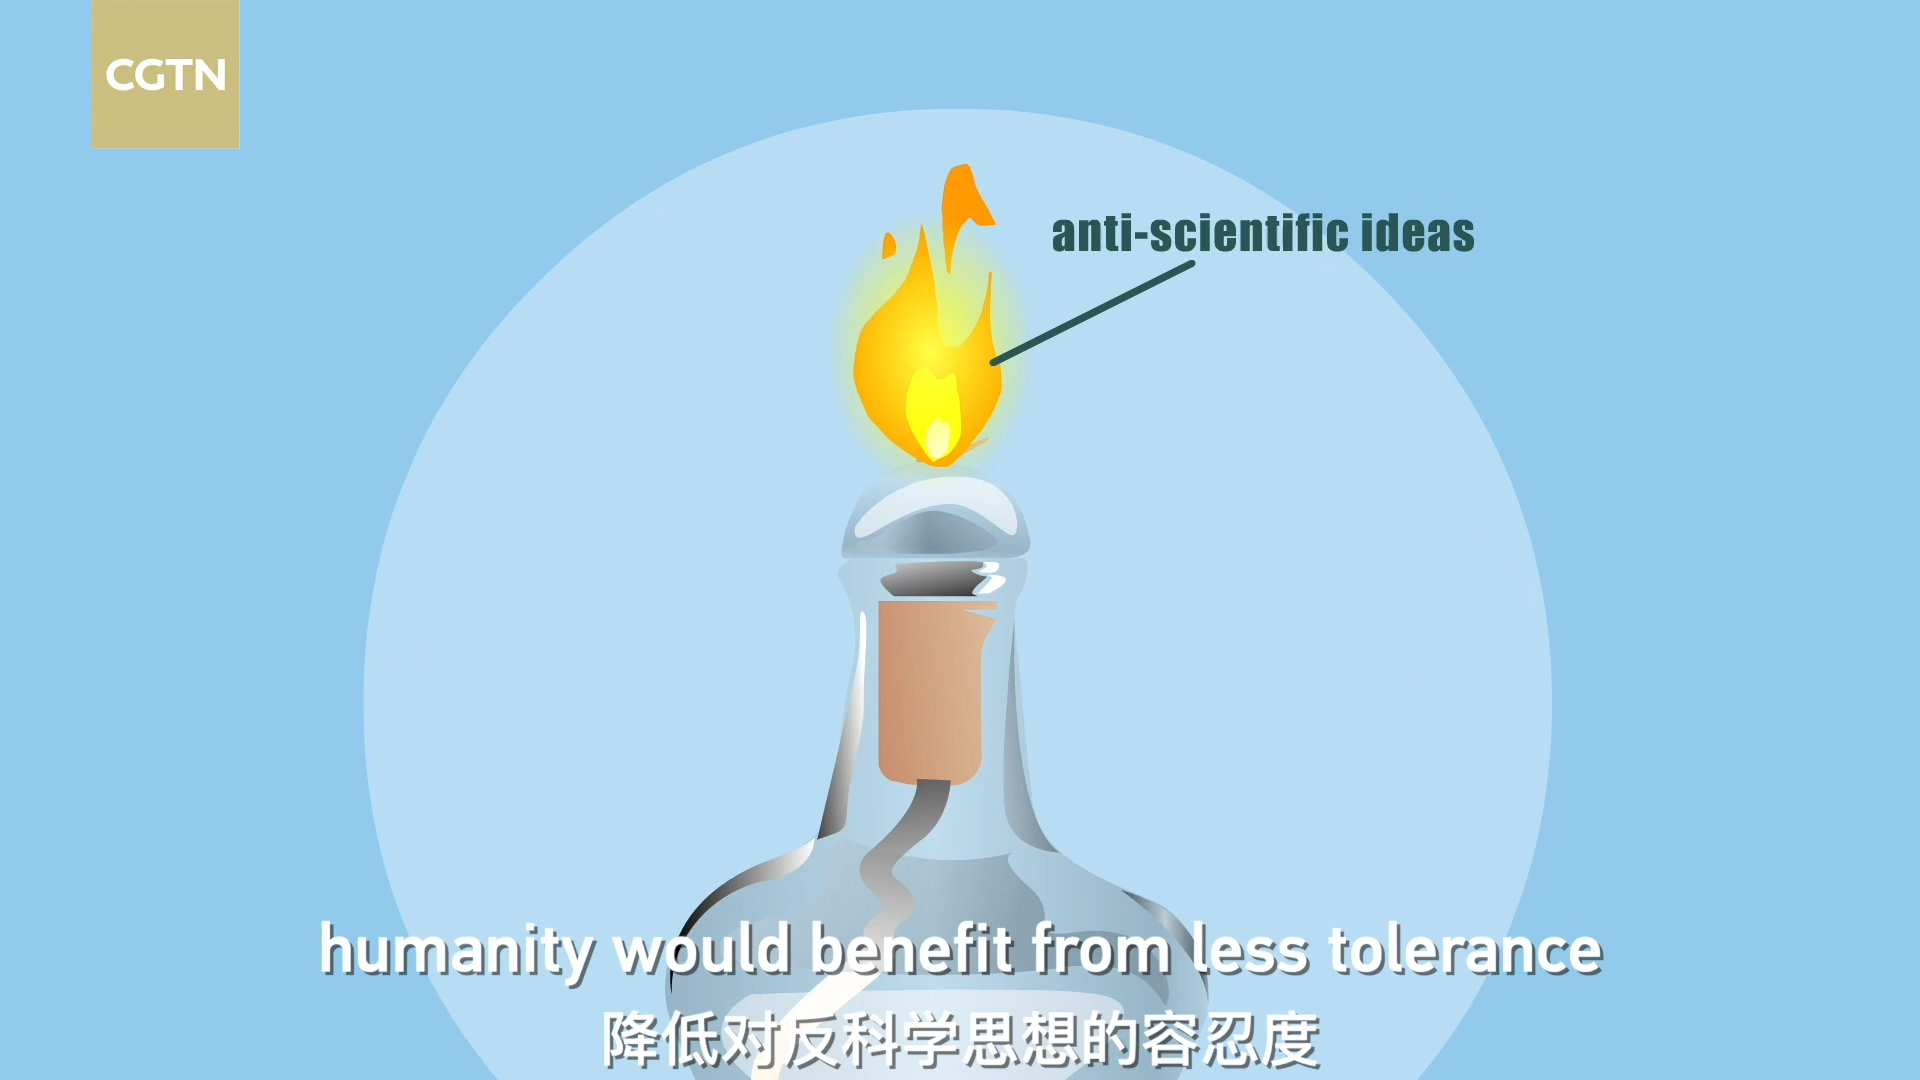 CGTN
anti-scientific ideas
humanity would benefit from less tolerance
降低对反科学思想的容忍度